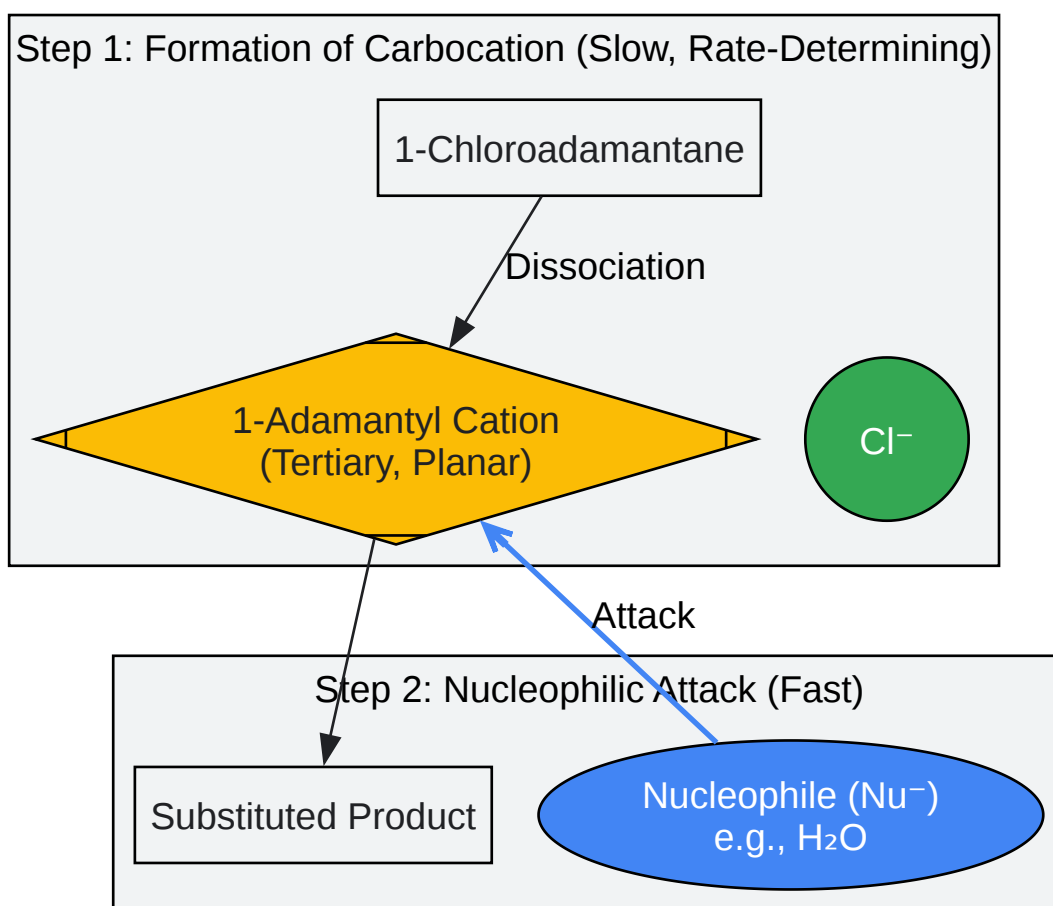 Step 1: Formation of Carbocation (Slow, Rate-Determining)
1-Chloroadamantane
Dissociation
1-Adamantyl Cation
(Tertiary, Planar)
Cl⁻
Attack
Step 2: Nucleophilic Attack (Fast)
Substituted Product
Nucleophile (Nu⁻)
e.g., H₂O